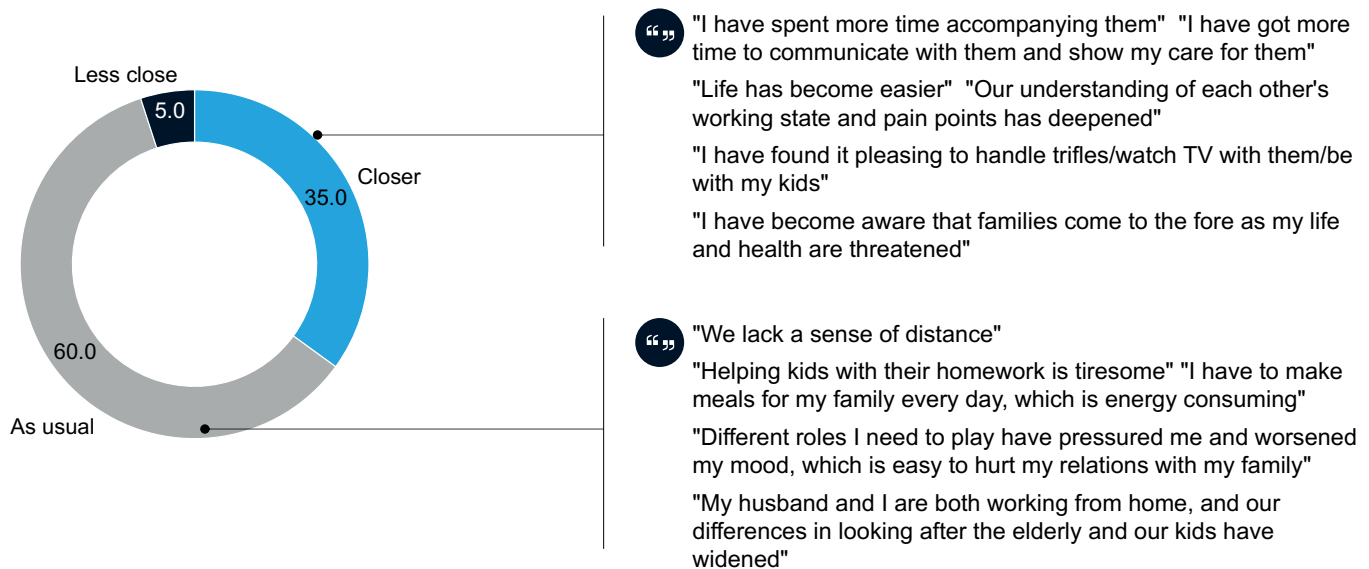 Less close
5.0
Closer
35.0
60.0
As usual
"I have spent more time accompanying them" "I have got more
time to communicate with them and show my care for them"
"Life has become easier" "Our understanding of each other's
working state and pain points has deepened"
"I have found it pleasing to handle trifles/watch TV with them/be
with my kids"
"I have become aware that families come to the fore as my life
and health are threatened"
"We lack a sense of distance"
"Helping kids with their homework is tiresome" "I have to make
meals for my family every day, which is energy consuming"
"Different roles I need to play have pressured me and worsened
my mood, which is easy to hurt my relations with my family"
"My husband and I are both working from home, and our
differences in looking after the elderly and our kids have
widened"